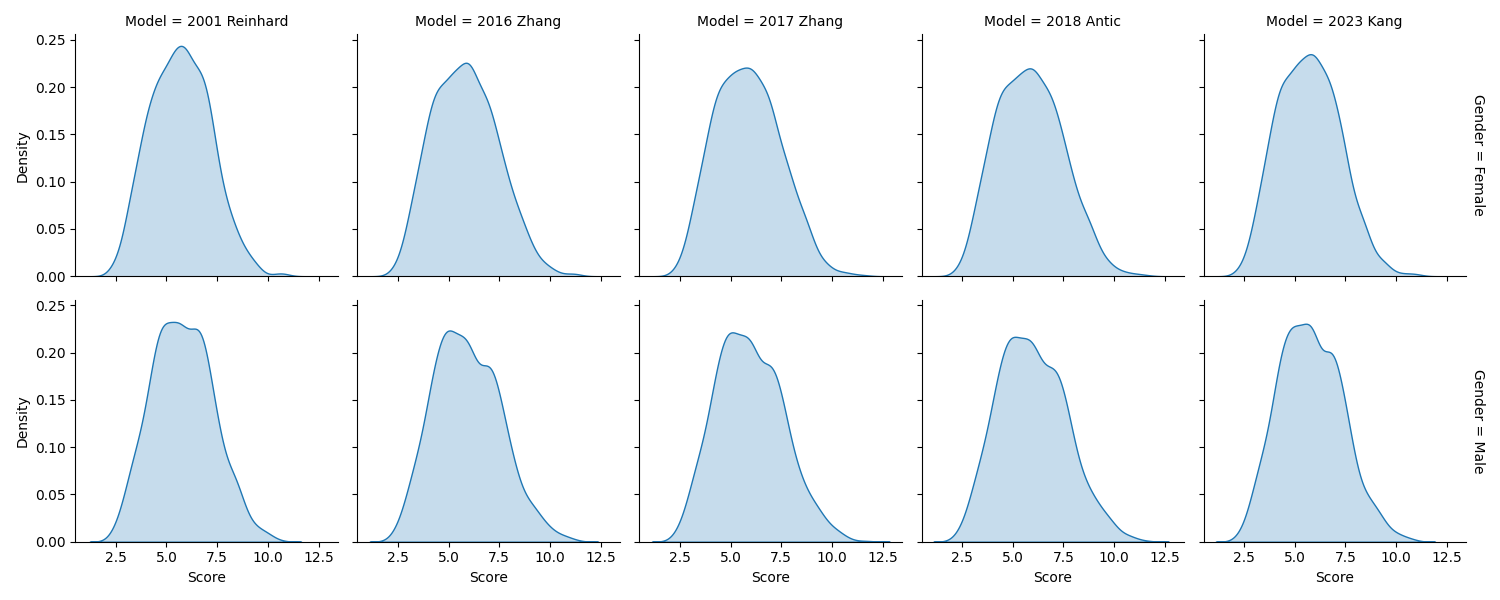 Model = 2001 Reinhard
Model = 2016 Zhang
Model = 2017 Zhang
Model = 2018 Antic
Model = 2023 Kang
0.25
0.20
0.15
0.10
0.05
0.00
Density
Gender = Female
0.25
0.20
0.15
0.10
0.05
0.00
Density
Gender = Male
2.5 5.0 7.5 10.0 12.5
2.5 5.0 7.5 10.0 12.5
2.5 5.0 7.5 10.0 12.5
2.5 5.0 7.5 10.0 12.5
2.5 5.0 7.5 10.0 12.5
Score
Score
Score
Score
Score